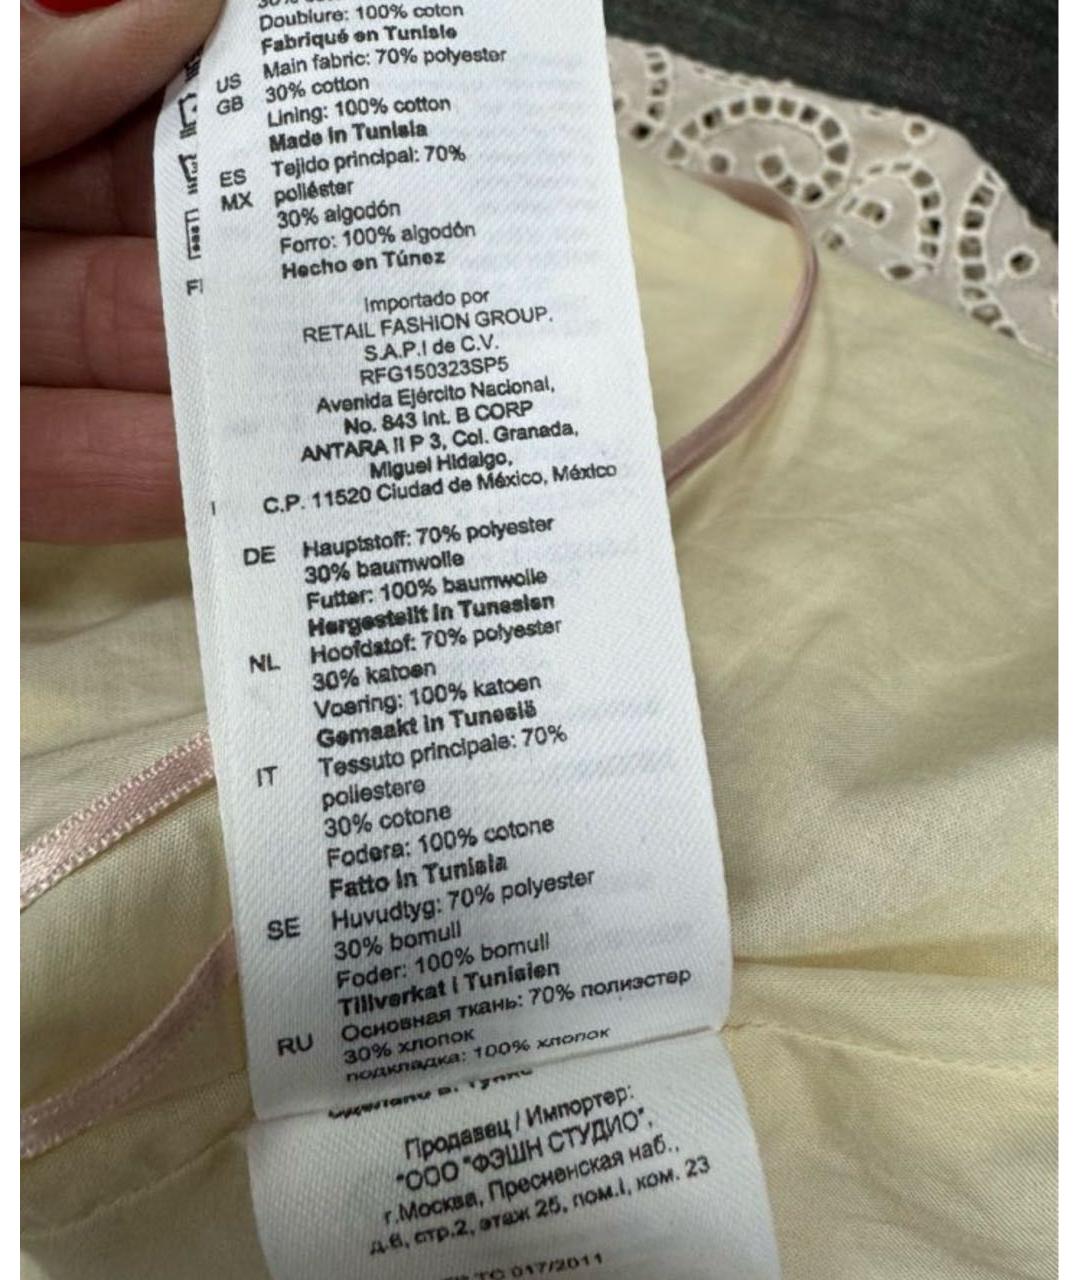 Doublure: 100% coton
Fabriqué en Tunisie
US Main fabric: 70% polyester
GB 30% cotton
Lining: 100% cotton
Made in Tunisia
ES Tejido principal: 70%
MX poliéster
30% algodón
Forro: 100% algodón
Hecho en Túnez
Importado por
RETAIL FASHION GROUP.
S.A.P.I de C.V.
RFG150323SP5
Avenida Ejército Nacional,
No. 843 Int. B CORP
ANTARA II P 3, Col. Granada,
Miguel Hidalgo,
C.P. 11520 Ciudad de México, México
DE Hauptstoff: 70% polyester
30% baumwolle
Futter: 100% baumwolle
Hergestellt in Tunesien
NL Hoofdstof: 70% polyester
30% katoen
Voering: 100% katoen
Gemaakt in Tunesië
IT Tessuto principale: 70%
poliestere
30% cotone
Fodera: 100% cotone
Fatto in Tunisia
SE Huvudtyg: 70% polyester
30% bomull
Foder: 100% bomull
Tillverkat i Tunisien
RU Основная ткань: 70% полиэстер
30% хлопок
подкладка: 100% хлопок
Продавец / Импортер:
"ООО "ФЭШН СТУДИО",
г.Москва, Пресненская наб.,
д.6, стр.2, этаж 25, пом.I, ком. 23
ТС 017/2011